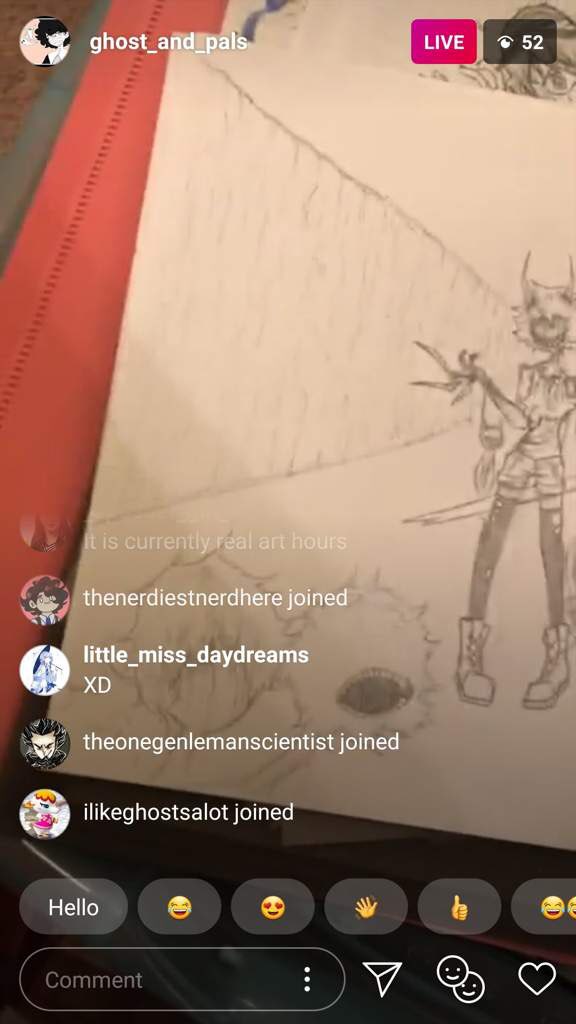 ghost_and_pals
LIVE
52
it is currently real art hours
thenerdiestnerdhere joined
little_miss_daydreams
XD
theonegenlemanscientist joined
ilikeghostsalot joined
Hello
Comment